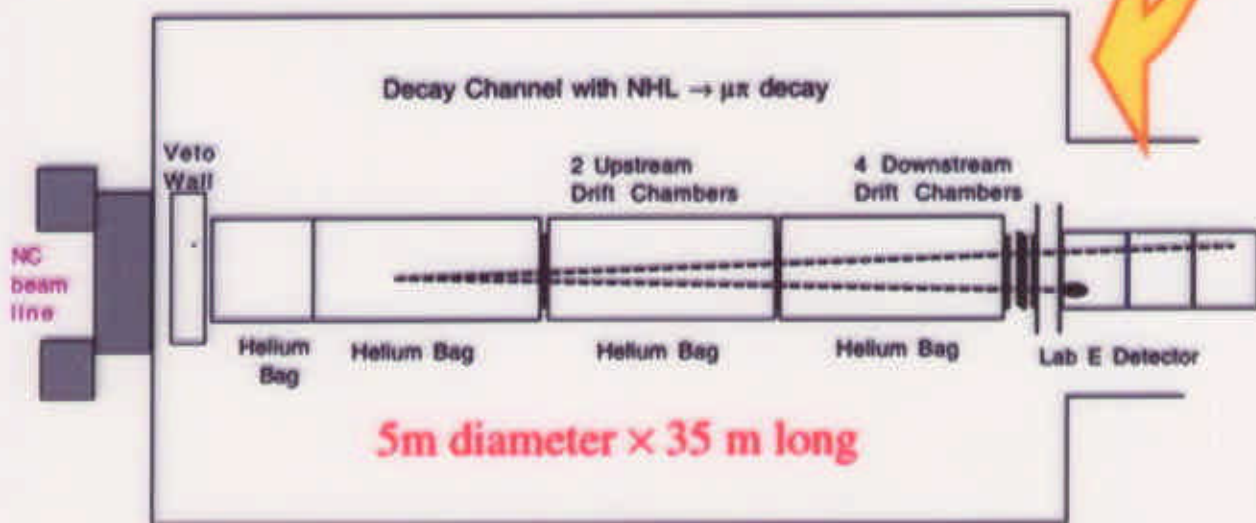 Decay Channel with NHL → μπ decay
Veto
Wall
2 Upstream
Drift Chambers
4 Downstream
Drift Chambers
NC
beam
line
Helium
Bag
Helium Bag
Helium Bag
Helium Bag
Lab E Detector
5m diameter × 35 m long